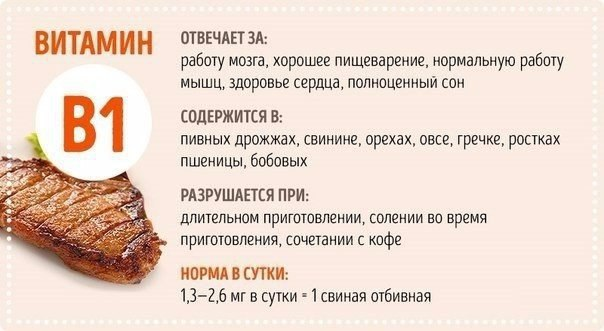 ВИТАМИН
B1
ОТВЕЧАЕТ ЗА:
работу мозга, хорошее пищеварение, нормальную работу
мышц, здоровье сердца, полноценный сон
СОДЕРЖИТСЯ В:
пивных дрожжах, свинине, орехах, овсе, гречке, ростках
пшеницы, бобовых
РАЗРУШАЕТСЯ ПРИ:
длительном приготовлении, солении во время
приготовления, сочетании с кофе
НОРМА В СУТКИ:
1,3–2,6 мг в сутки = 1 свиная отбивная